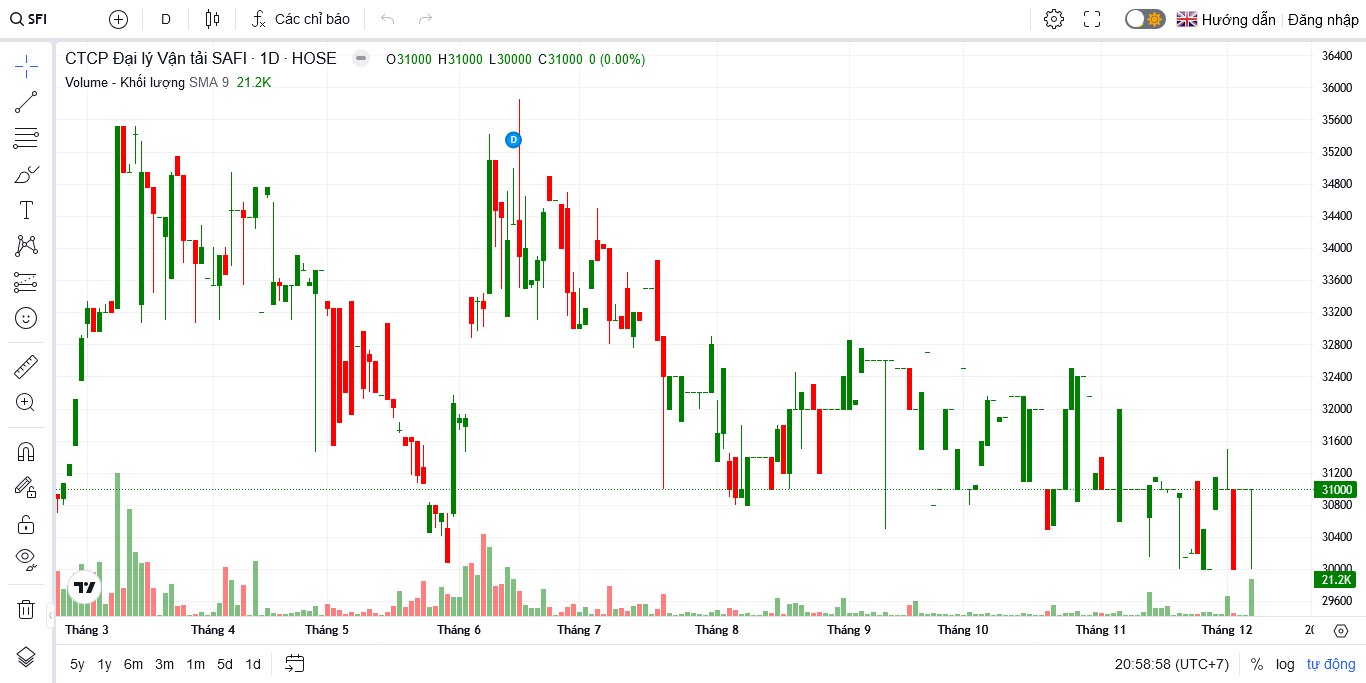 SFI D Các chỉ báo Hướng dẫn Đăng nhập
CTCP Đại lý Vận tải SAFI · 1D · HOSE O31000 H31000 L30000 C31000 0 (0.00%)
Volume - Khối lượng SMA 9 21.2K
D
36400
36000
35600
35200
34800
34400
34000
33600
33200
32800
32400
32000
31600
31200
31000
30800
30400
30000
21.2K
29600
Tháng 3 Tháng 4 Tháng 5 Tháng 6 Tháng 7 Tháng 8 Tháng 9 Tháng 10 Tháng 11 Tháng 12
5y 1y 6m 3m 1m 5d 1d 20:58:58 (UTC+7) % log tự động